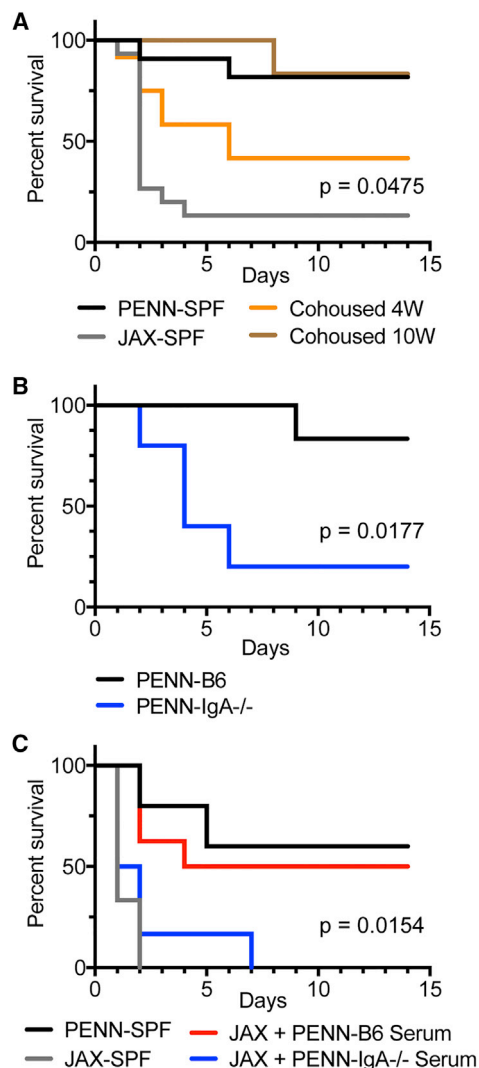 A
100
50
0
Percent survival
p = 0.0475
0 5 10 15
Days
PENN-SPF Cohoused 4W
JAX-SPF Cohoused 10W
B
100
50
0
Percent survival
p = 0.0177
0 5 10 15
Days
PENN-B6
PENN-IgA-/-
C
100
50
0
Percent survival
p = 0.0154
0 5 10 15
Days
PENN-SPF JAX + PENN-B6 Serum
JAX-SPF JAX + PENN-IgA-/- Serum